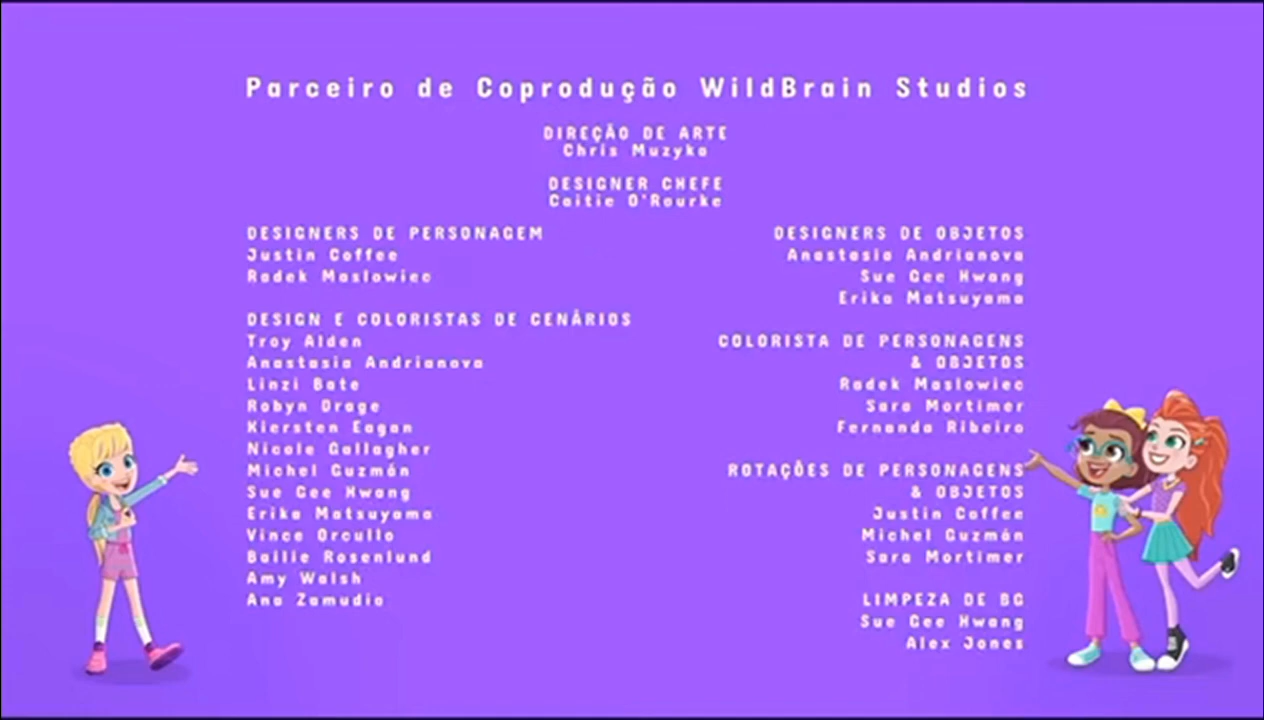 Parceiro de Coprodução WildBrain Studios
DIREÇÃO DE ARTE
Chris Muzyka
DESIGNER CHEFE
Caitie O'Rourke
DESIGNERS DE PERSONAGEM
Justin Coffee
Radek Maslowiec
DESIGN E COLORISTAS DE CENÁRIOS
Troy Alden
Anastasia Andrianova
Linzi Bate
Robyn Drage
Kiersten Eagan
Nicole Gallagher
Michel Guzmán
Sue Gee Hwang
Erika Matsuyama
Vince Orcullo
Bailie Rosenlund
Amy Walsh
Ana Zamudio
DESIGNERS DE OBJETOS
Anastasia Andrianova
Sue Gee Hwang
Erika Matsuyama
COLORISTA DE PERSONAGENS
& OBJETOS
Radek Maslowiec
Sara Mortimer
Fernanda Ribeiro
ROTAÇÕES DE PERSONAGENS
& OBJETOS
Justin Coffee
Michel Guzmán
Sara Mortimer
LIMPEZA DE BG
Sue Gee Hwang
Alex Jones